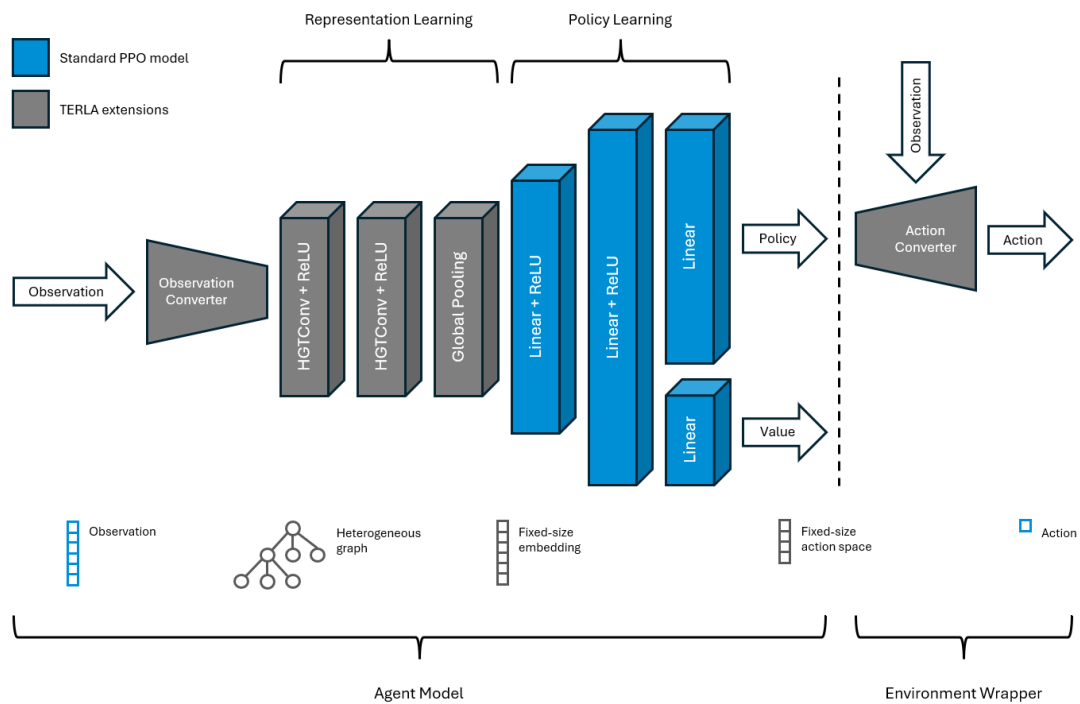 Representation Learning
Policy Learning
Standard PPO model
TERLA extensions
Observation
Observation
Converter
HGTConv + ReLU
HGTConv + ReLU
Global Pooling
Linear + ReLU
Linear + ReLU
Linear
Linear
Policy
Value
Observation
Action
Converter
Action
Observation
Heterogeneous
graph
Fixed-size
embedding
Fixed-size
action space
Action
Agent Model
Environment Wrapper